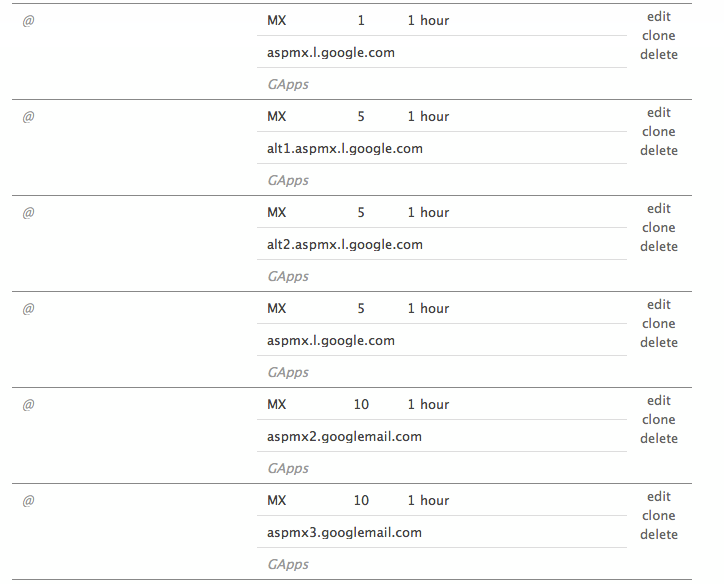 @ MX 1 1 hour edit
clone
aspmx.l.google.com delete
GApps
@ MX 5 1 hour edit
clone
alt1.aspmx.l.google.com delete
GApps
@ MX 5 1 hour edit
clone
alt2.aspmx.l.google.com delete
GApps
@ MX 5 1 hour edit
clone
aspmx.l.google.com delete
GApps
@ MX 10 1 hour edit
clone
aspmx2.googlemail.com delete
GApps
@ MX 10 1 hour edit
clone
aspmx3.googlemail.com delete
GApps